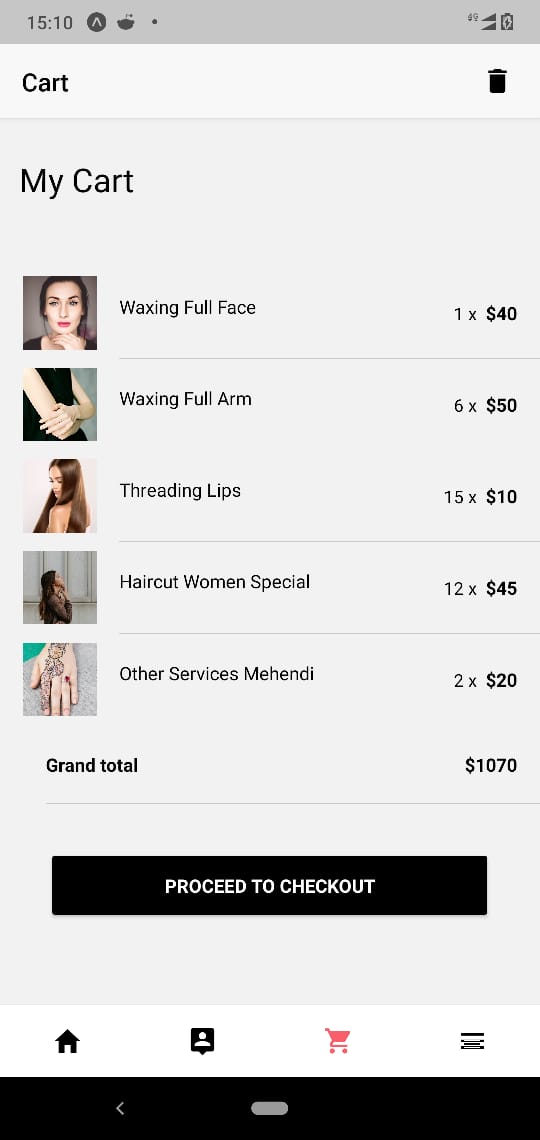 15:10
4G
Cart
My Cart
Waxing Full Face
1 x $40
Waxing Full Arm
6 x $50
Threading Lips
15 x $10
Haircut Women Special
12 x $45
Other Services Mehendi
2 x $20
Grand total
$1070
PROCEED TO CHECKOUT